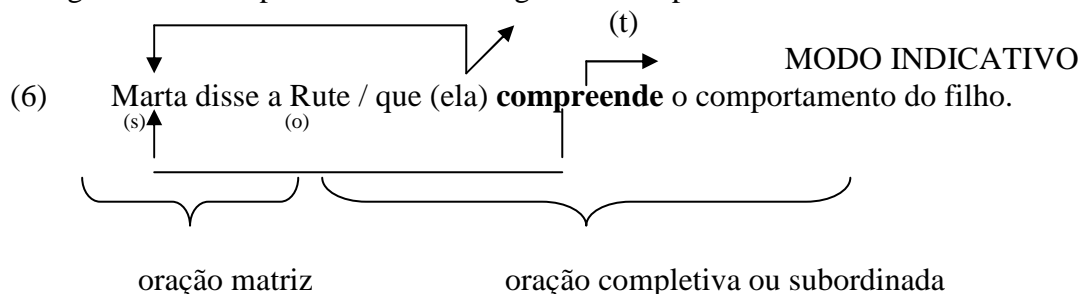 (t)
MODO INDICATIVO
(6) Marta disse a Rute / que (ela) compreende o comportamento do filho.
(s) (o)
oração matriz oração completiva ou subordinada